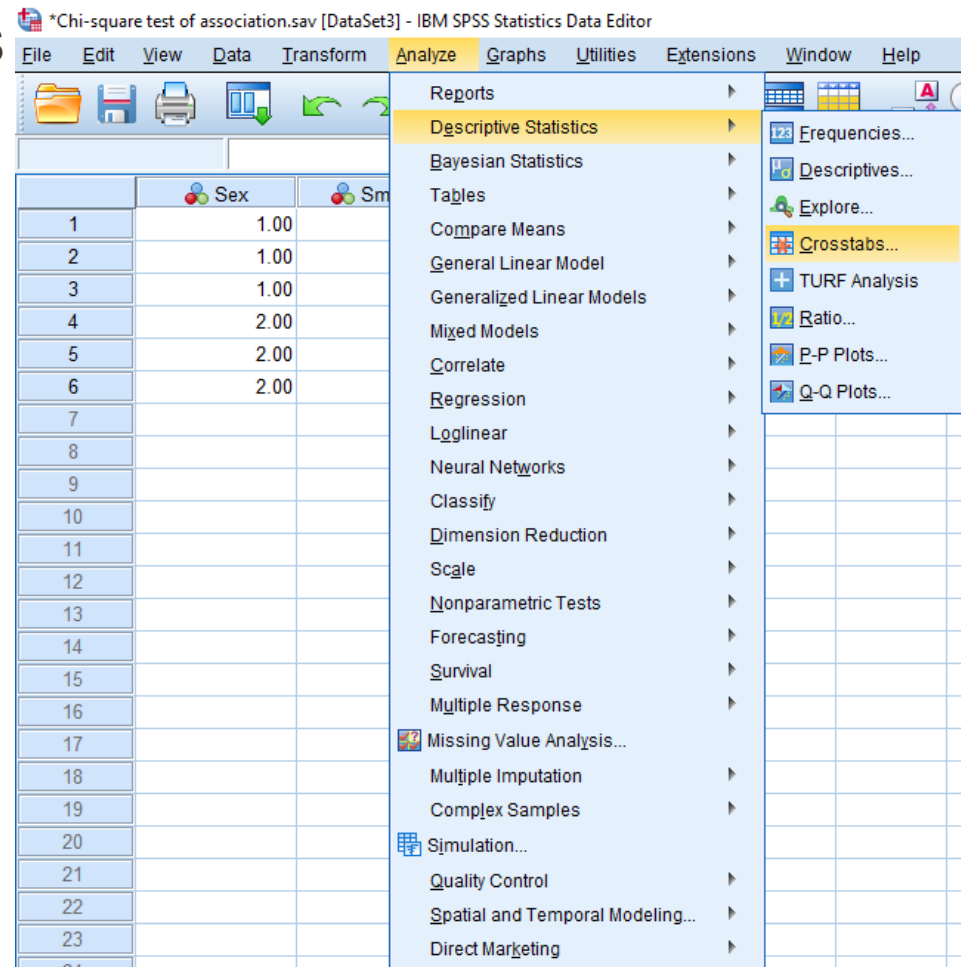 *Chi-square test of association.sav [DataSet3] - IBM SPSS Statistics Data Editor
File Edit View Data Transform Analyze Graphs Utilities Extensions Window Help
Reports
Descriptive Statistics
Bayesian Statistics
Tables
Compare Means
General Linear Model
Generalized Linear Models
Mixed Models
Correlate
Regression
Loglinear
Neural Networks
Classify
Dimension Reduction
Scale
Nonparametric Tests
Forecasting
Survival
Multiple Response
Missing Value Analysis...
Multiple Imputation
Complex Samples
Simulation...
Quality Control
Spatial and Temporal Modeling...
Direct Marketing
123 Frequencies...
Descriptives...
Explore...
Crosstabs...
TURF Analysis
1/2 Ratio...
P-P Plots...
Q-Q Plots...
A
Sex Sm
1 1.00
2 1.00
3 1.00
4 2.00
5 2.00
6 2.00
7
8
9
10
11
12
13
14
15
16
17
18
19
20
21
22
23